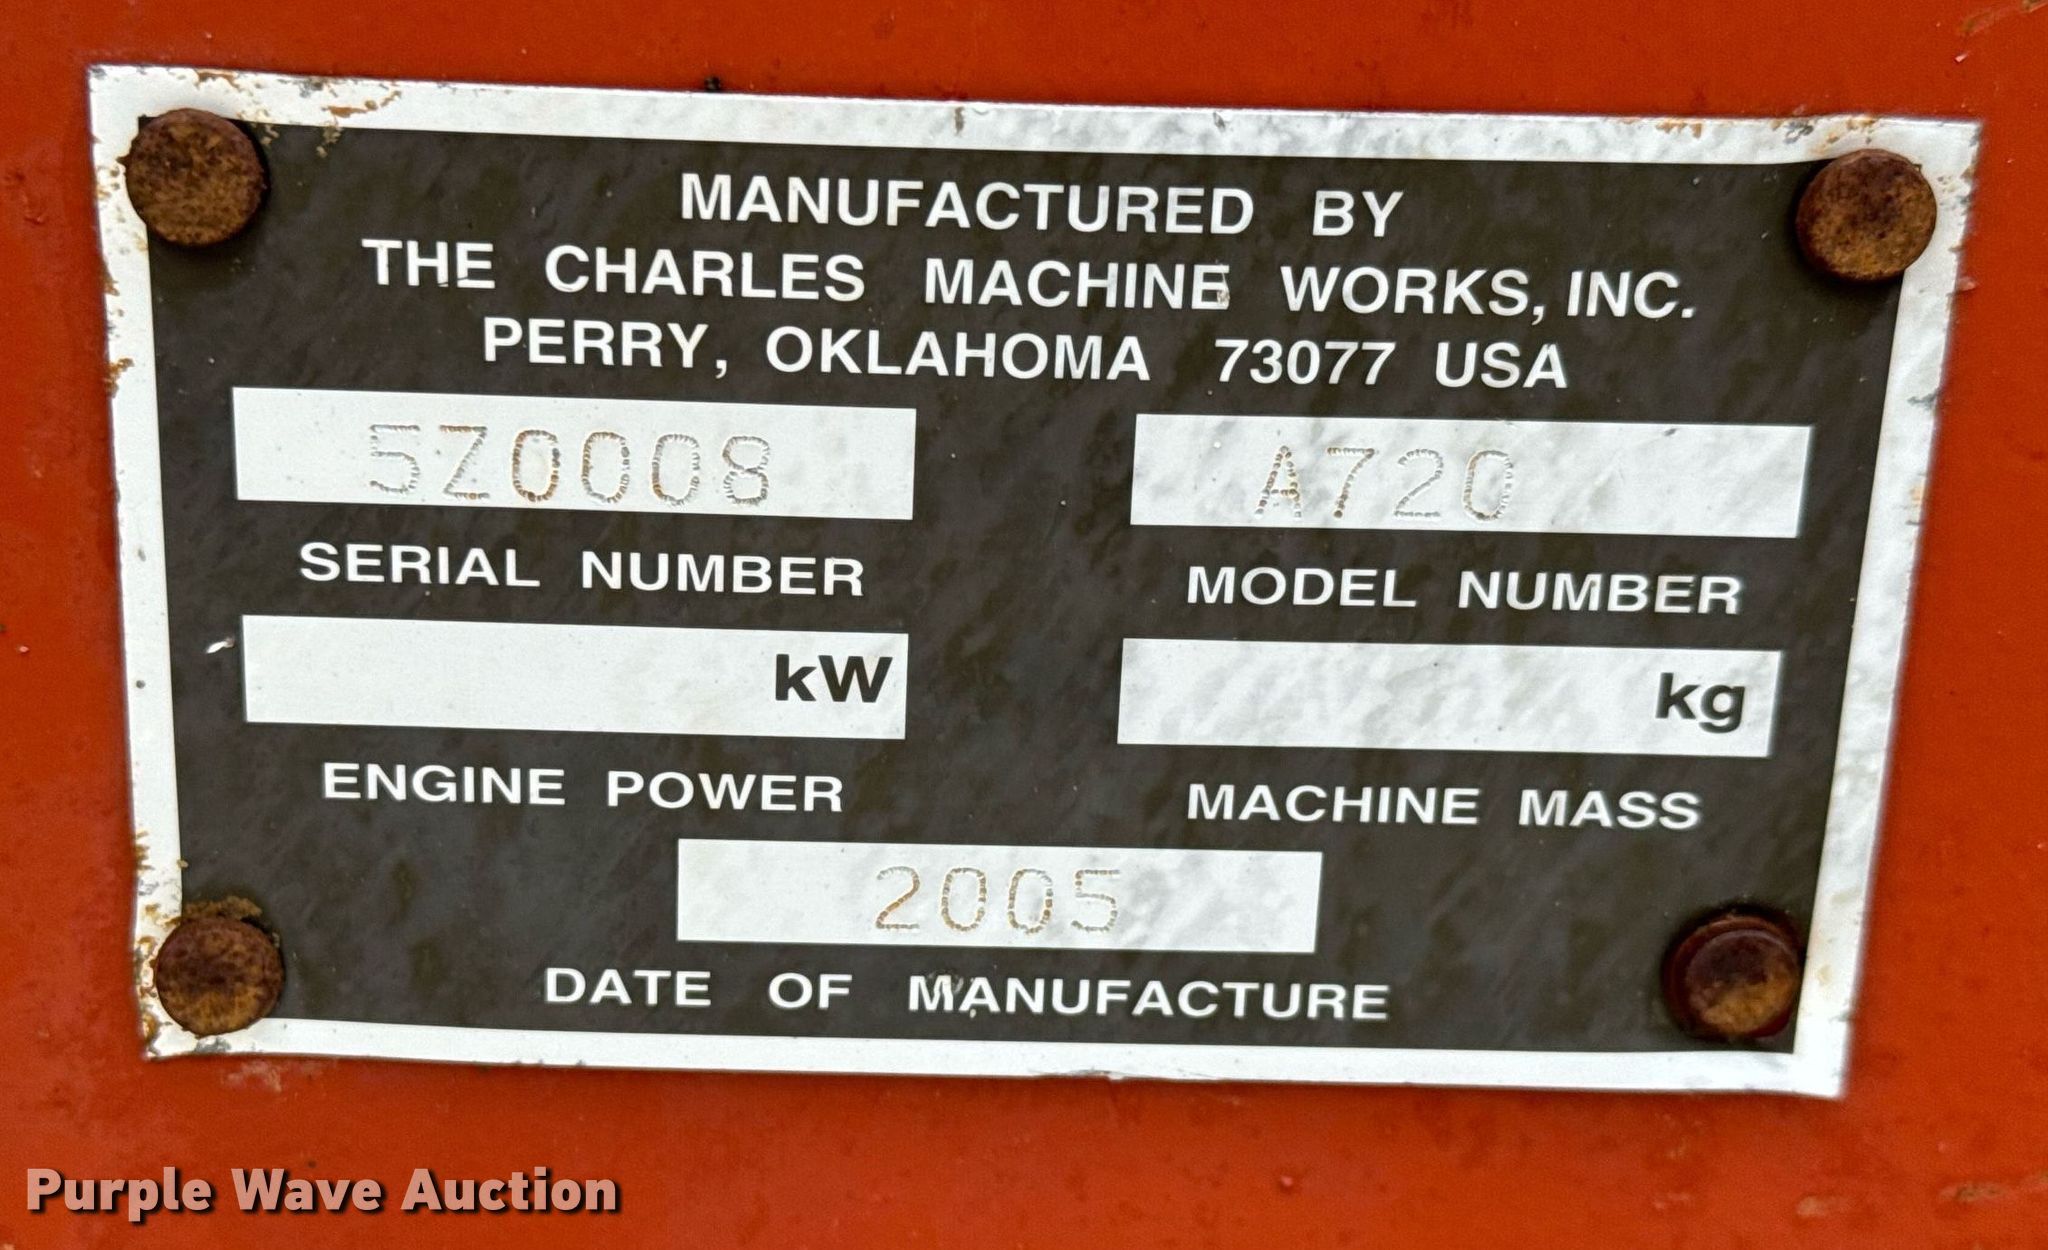 MANUFACTURED BY
THE CHARLES MACHINE WORKS, INC.
PERRY, OKLAHOMA 73077 USA
5Z0008 A720
SERIAL NUMBER MODEL NUMBER
kW kg
ENGINE POWER MACHINE MASS
2005
DATE OF MANUFACTURE
Purple Wave Auction